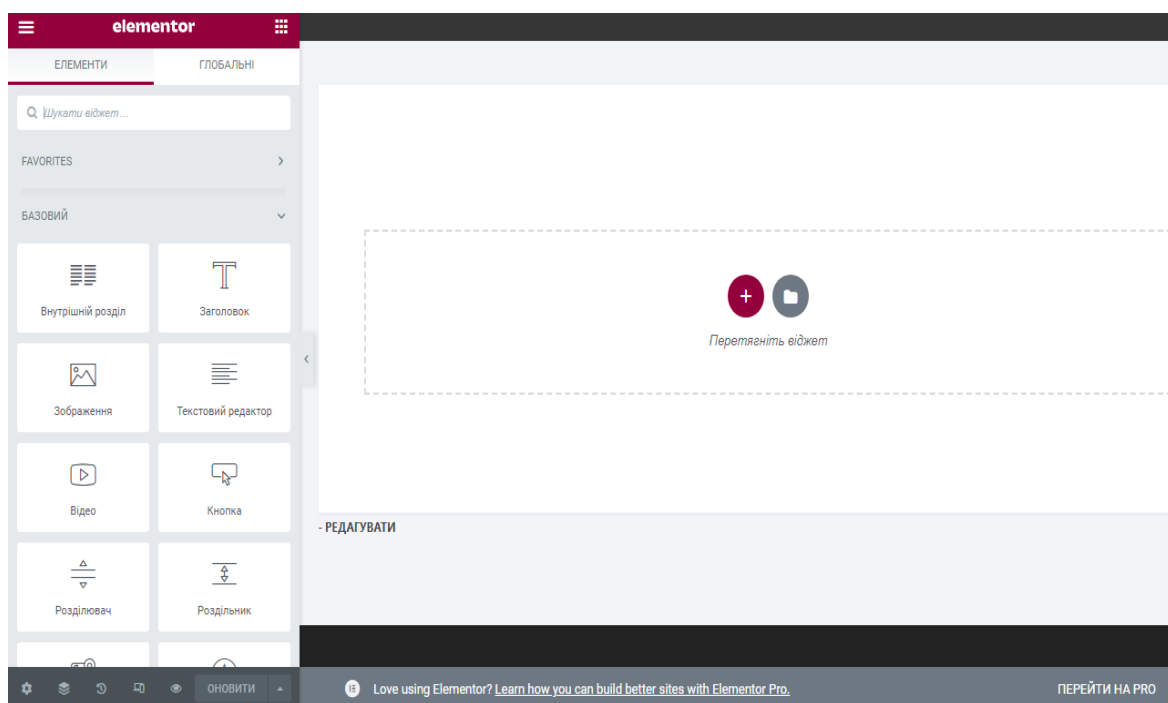 elementor
ЕЛЕМЕНТИ ГЛОБАЛЬНІ
Шукати віджет...
FAVORITES
БАЗОВИЙ
Внутрішній розділ Заголовок
Зображення Текстовий редактор
Відео Кнопка
Розділювач Роздільник
ОНОВИТИ
Перетягніть віджет
- РЕДАГУВАТИ
Love using Elementor? Learn how you can build better sites with Elementor Pro. ПЕРЕЙТИ НА PRO